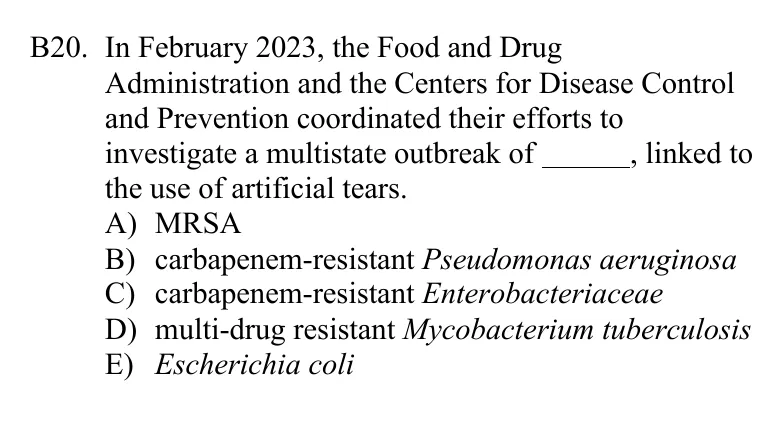 B20. In February 2023, the Food and Drug
Administration and the Centers for Disease Control
and Prevention coordinated their efforts to
investigate a multistate outbreak of ______, linked to
the use of artificial tears.
A) MRSA
B) carbapenem-resistant Pseudomonas aeruginosa
C) carbapenem-resistant Enterobacteriaceae
D) multi-drug resistant Mycobacterium tuberculosis
E) Escherichia coli